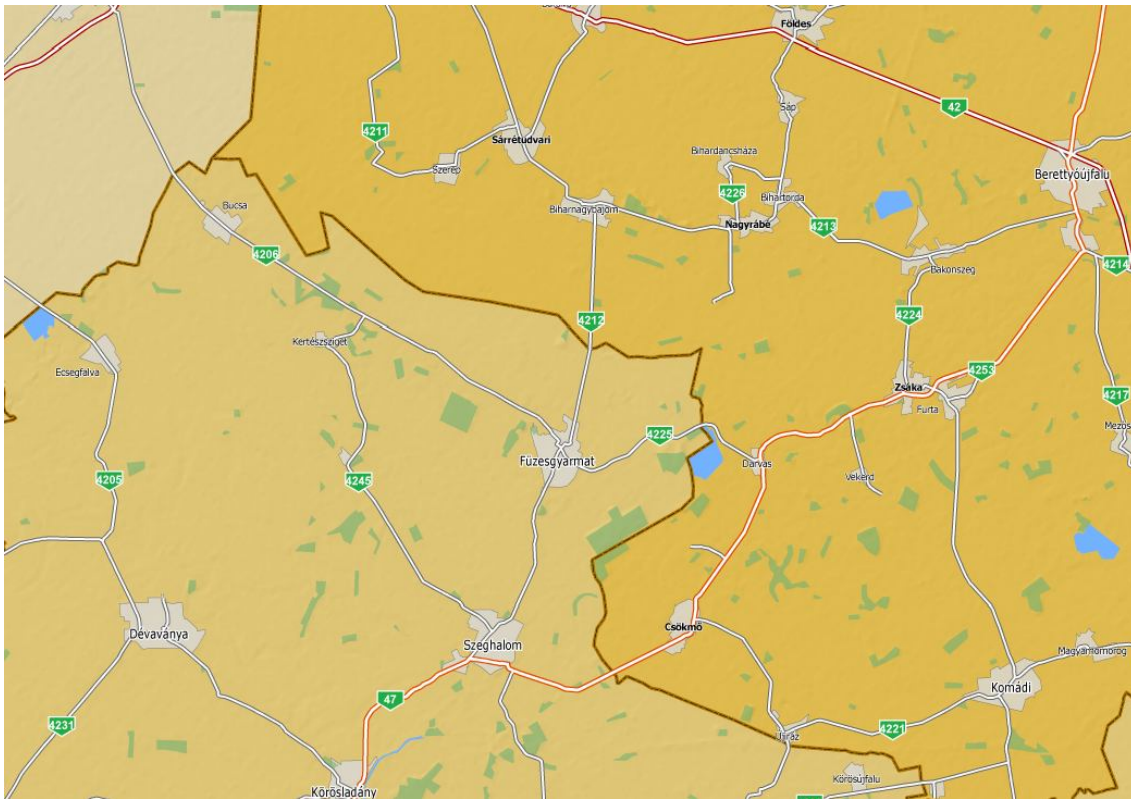 Földes
42
Sáp
4211
Sárrétudvari
Bihardancsháza
Szerep
Berettyóújfalu
4226
Bihartorda
Bucsa
Biharnagybajom
Nagyrábé
4213
4206
4214
Bakonszeg
4212
4224
Kertészsziget
Ecsegfalva
4253
Zsáka
4217
Furta
4225
Füzesgyarmat
Darvas
4205
4245
Vekerd
Csökmő
Dévaványa
Szeghalom
Magyarhomorog
Komádi
47
4231
4221
Újiráz
Körösújfalu
Körösladány